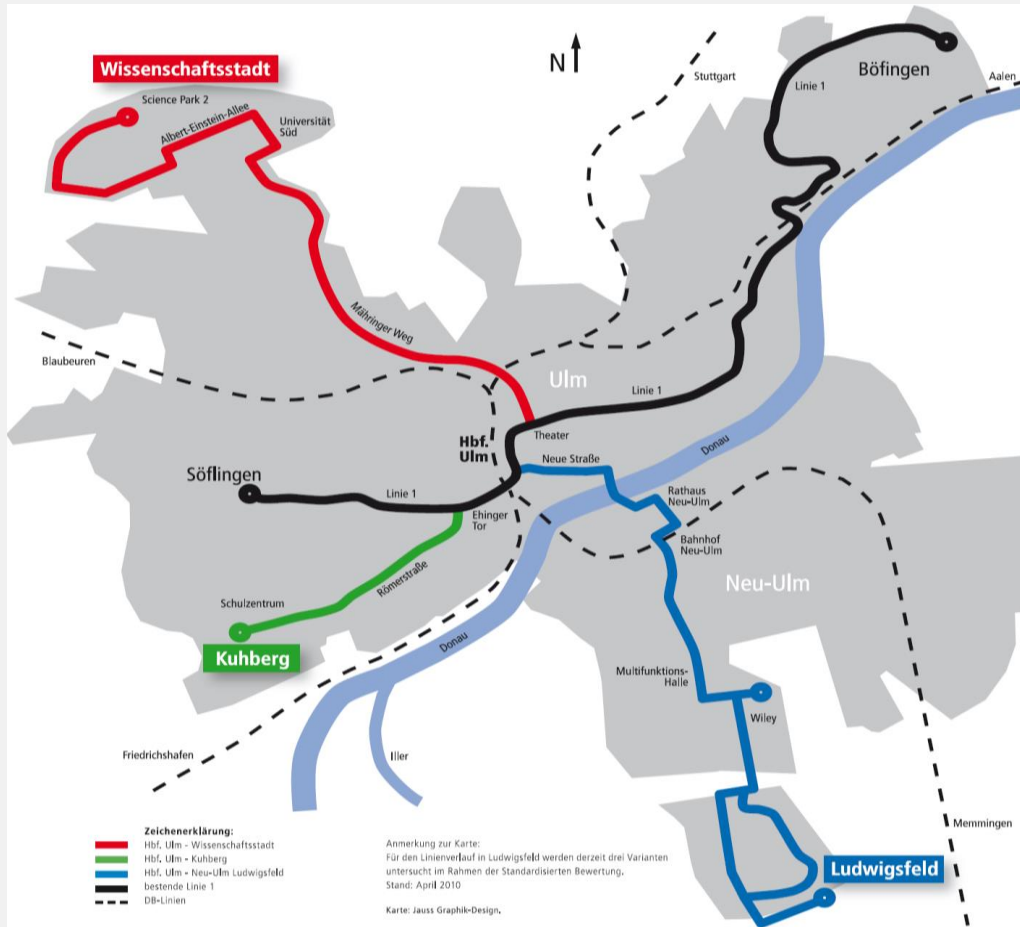 Wissenschaftsstadt
Science Park 2
Albert-Einstein-Allee
Universität
Süd
N
Stuttgart
Linie 1
Böfingen
Aalen
Mähringer Weg
Blaubeuren
Ulm
Linie 1
Theater
Hbf.
Ulm
Neue Straße
Donau
Söflingen
Linie 1
Ehinger
Tor
Rathaus
Neu-Ulm
Bahnhof
Neu-Ulm
Neu-Ulm
Römerstraße
Schulzentrum
Kuhberg
Donau
Multifunktions-
Halle
Wiley
Friedrichshafen
Iller
Memmingen
Ludwigsfeld
Zeichenerklärung:
Hbf. Ulm - Wissenschaftsstadt
Hbf. Ulm - Kuhberg
Hbf. Ulm - Neu-Ulm Ludwigsfeld
bestende Linie 1
DB-Linien
Anmerkung zur Karte:
Für den Linienverlauf in Ludwigsfeld werden derzeit drei Varianten
untersucht im Rahmen der Standardisierten Bewertung.
Stand: April 2010
Karte: Jauss Graphik-Design.